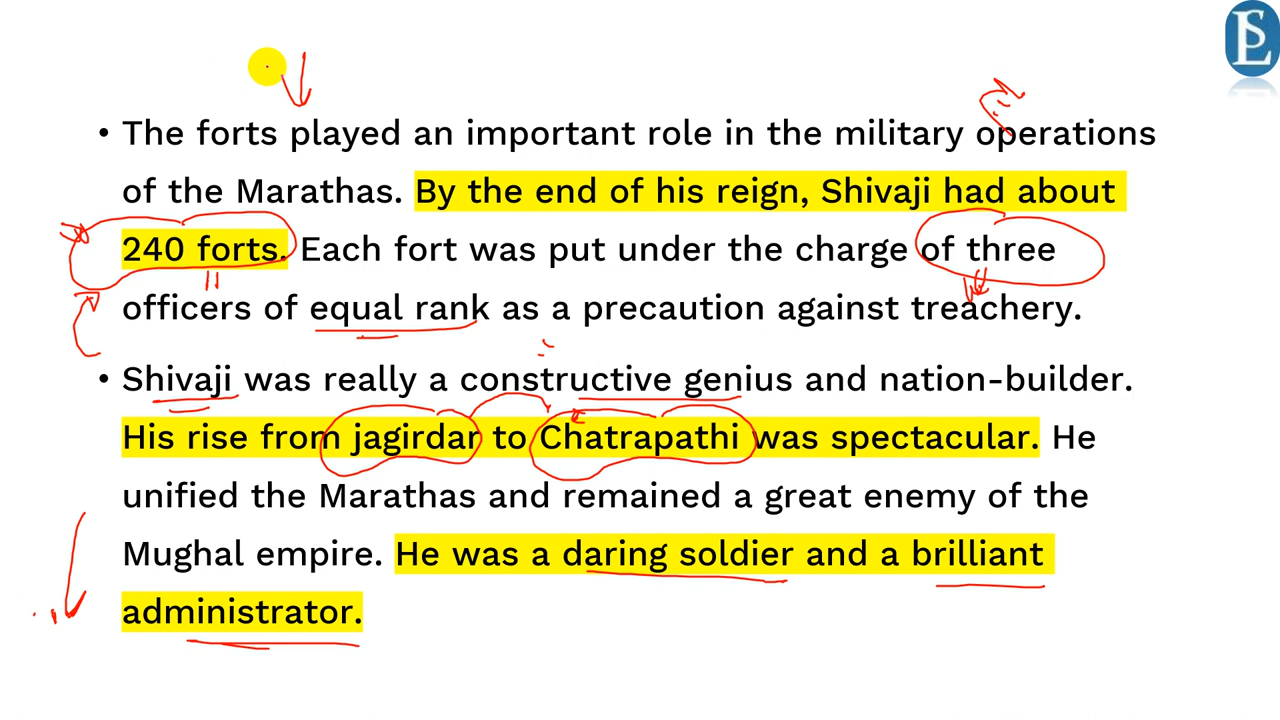 • The forts played an important role in the military operations
of the Marathas. By the end of his reign, Shivaji had about
240 forts. Each fort was put under the charge of three
officers of equal rank as a precaution against treachery.
• Shivaji was really a constructive genius and nation-builder.
His rise from jagirdar to Chatrapathi was spectacular. He
unified the Marathas and remained a great enemy of the
Mughal empire. He was a daring soldier and a brilliant
administrator.